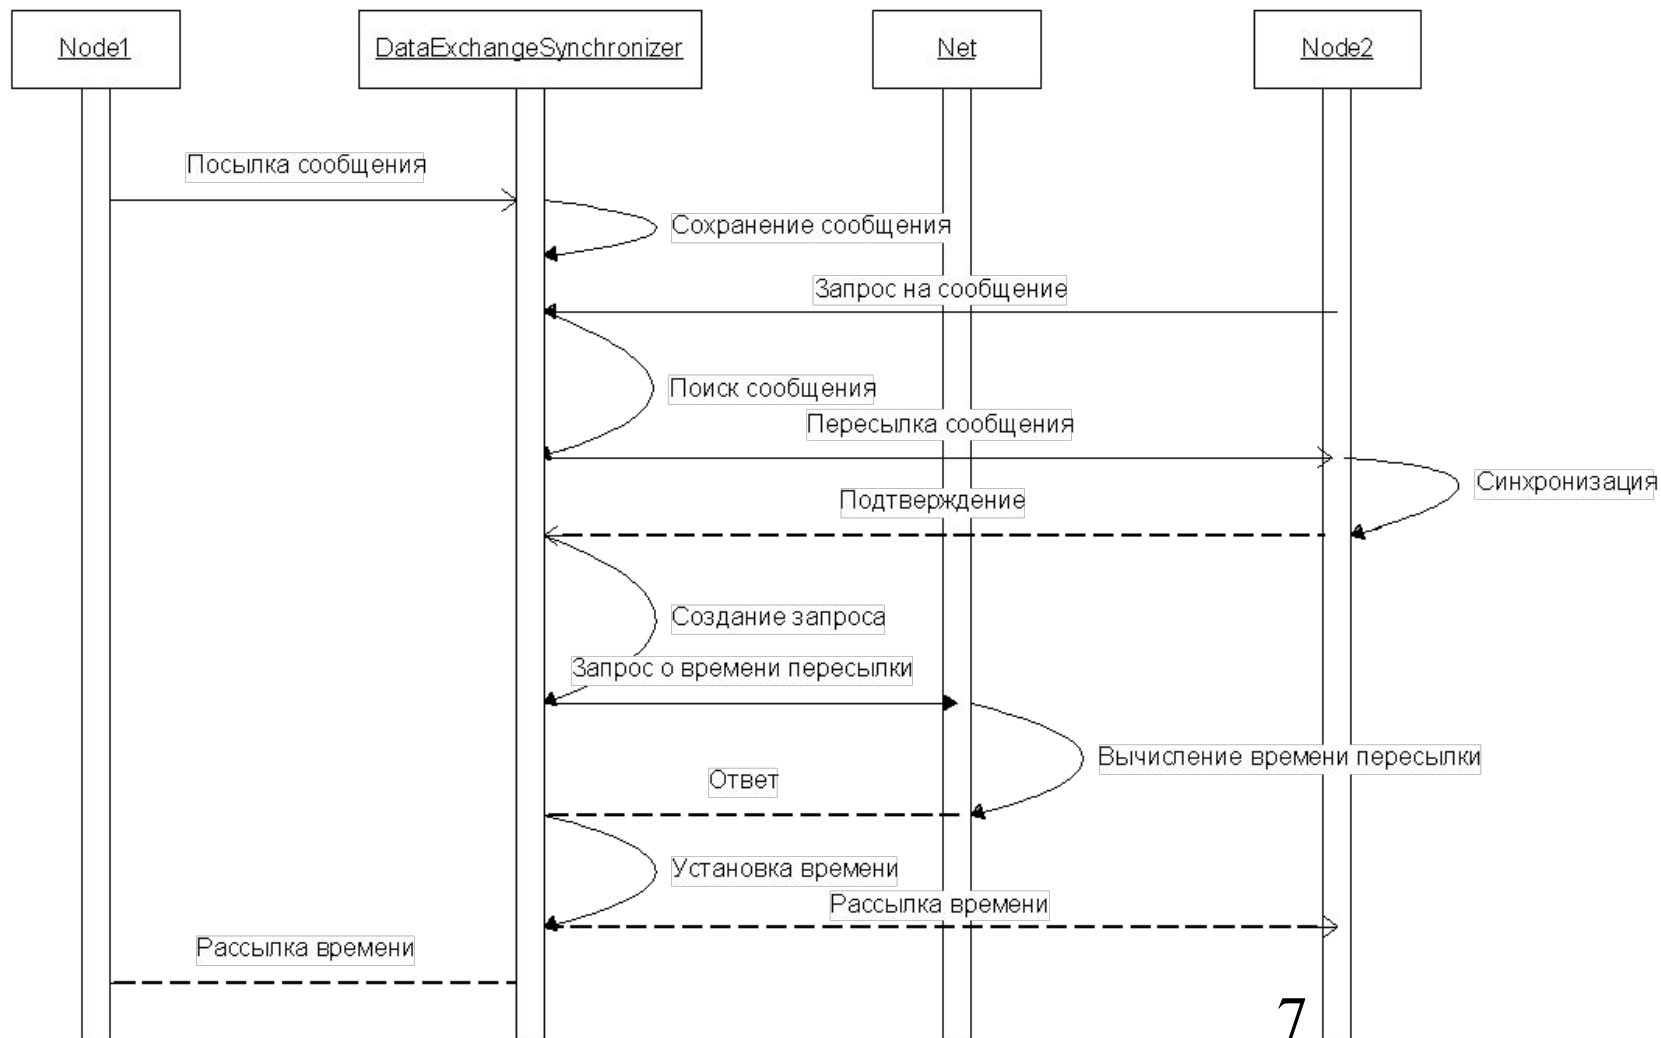 Node1
DataExchangeSynchronizer
Net
Node2
Посылка сообщения
Сохранение сообщения
Запрос на сообщение
Поиск сообщения
Пересылка сообщения
Синхронизация
Подтверждение
Создание запроса
Запрос о времени пересылки
Вычисление времени пересылки
Ответ
Установка времени
Рассылка времени
Рассылка времени
7